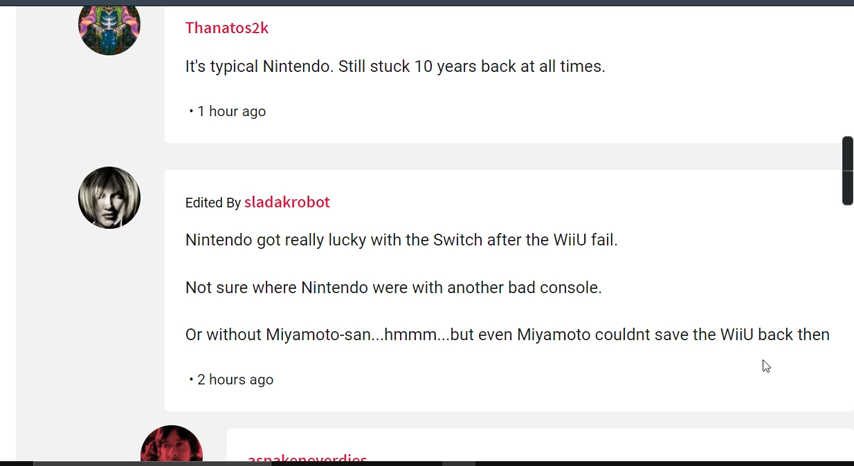 Thanatos2k
It's typical Nintendo. Still stuck 10 years back at all times.
• 1 hour ago
Edited By sladakrobot
Nintendo got really lucky with the Switch after the WiiU fail.
Not sure where Nintendo were with another bad console.
Or without Miyamoto-san...hmmm...but even Miyamoto couldnt save the WiiU back then
• 2 hours ago
asnakeneverdies